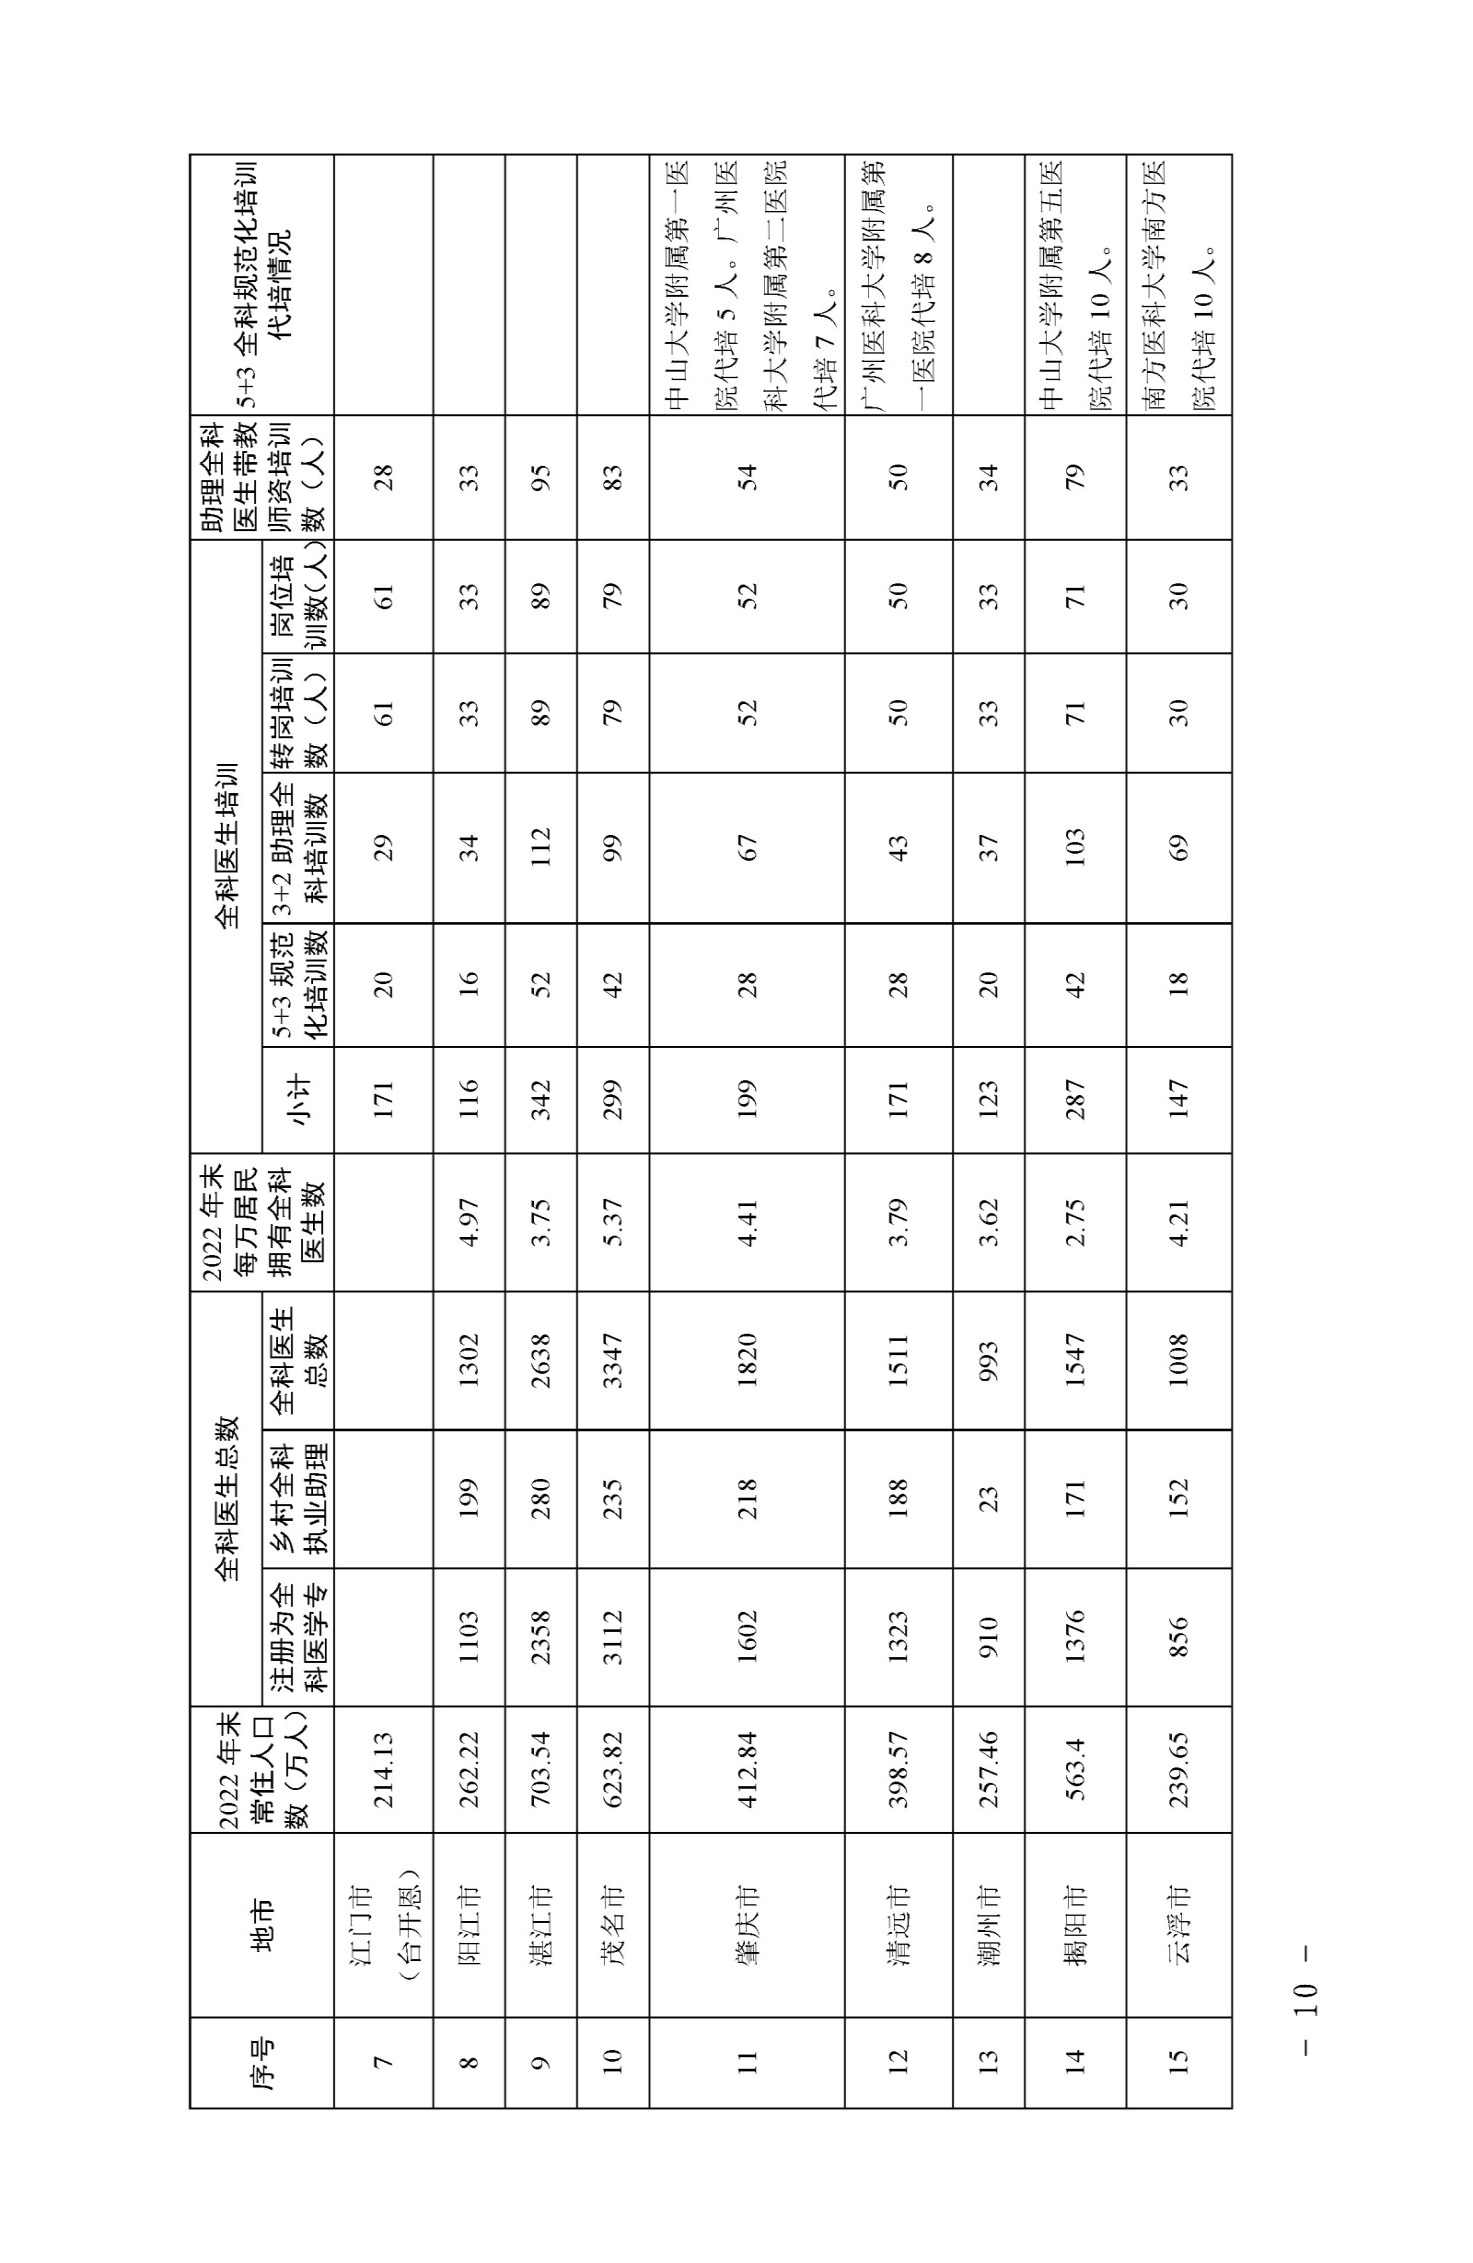 序号
地市
2022 年末
常住人口
数（万人）
全科医生总数
2022 年末
每万居民
拥有全科
医生数
全科医生培训
助理全科
医生带教
师资培训
数（人）
5+3 全科规范化培训
代培情况
注册为全
科医学专
乡村全科
执业助理
全科医生
总数
小计
5+3 规范
化培训数
3+2 助理全
科培训数
转岗培训
数（人）
岗位培
训数（人）
7
江门市
（台开恩）
214.13
171
20
29
61
61
28
8
阳江市
262.22
1103
199
1302
4.97
116
16
34
33
33
33
9
湛江市
703.54
2358
280
2638
3.75
342
52
112
89
89
95
10
茂名市
623.82
3112
235
3347
5.37
299
42
99
79
79
83
11
肇庆市
412.84
1602
218
1820
4.41
199
28
67
52
52
54
中山大学附属第一医
院代培 5 人。广州医
科大学附属第二医院
代培 7 人。
12
清远市
398.57
1323
188
1511
3.79
171
28
43
50
50
50
广州医科大学附属第
一医院代培 8 人。
13
潮州市
257.46
910
23
993
3.62
123
20
37
33
33
34
14
揭阳市
563.4
1376
171
1547
2.75
287
42
103
71
71
79
中山大学附属第五医
院代培 10 人。
15
云浮市
239.65
856
152
1008
4.21
147
18
69
30
30
33
南方医科大学南方医
院代培 10 人。
－ 10 －